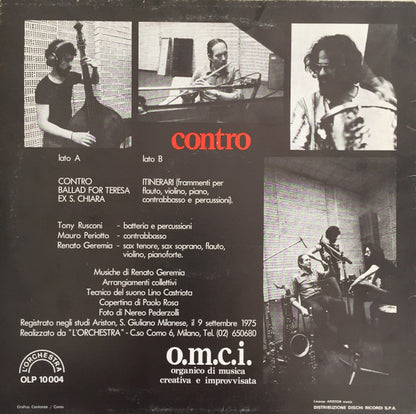 contro
lato A
lato B
CONTRO
BALLAD FOR TERESA
EX S. CHIARA
ITINERARI (frammenti per
flauto, violino, piano,
contrabbasso e percussioni).
Tony Rusconi - batteria e percussioni
Mauro Periotto - contrabbasso
Renato Geremia - sax tenore, sax soprano, flauto,
violino, pianoforte.
Musiche di Renato Geremia
Arrangiamenti collettivi
Tecnico del suono Lino Castriota
Copertina di Paolo Rosa
Foto di Nereo Pederzolli
Registrato negli studi Ariston, S. Giuliano Milanese, il 9 settembre 1975
Realizzato da "L'ORCHESTRA" - C.so Como 6, Milano, Tel. (02) 650680
L'ORCHESTRA
OLP 10004
o.m.c.i.
organico di musica
creativa e improvvisata
DISTRIBUZIONE DISCHI RICORDI S.P.A.